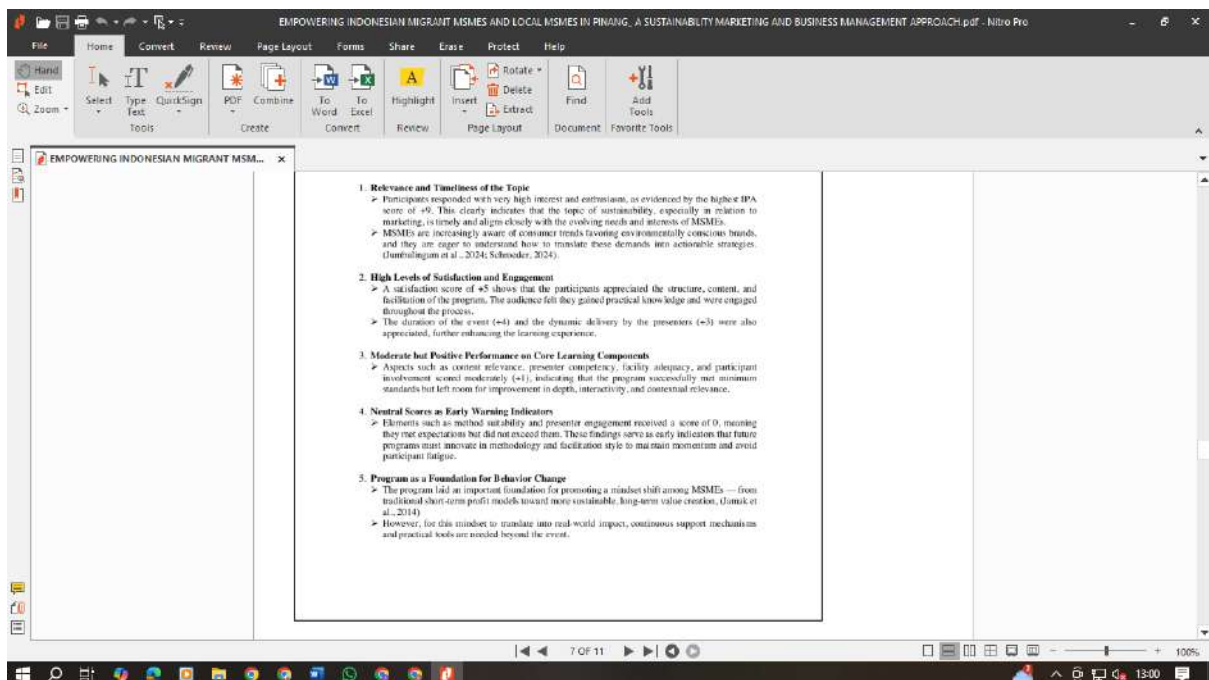 EMPOWERING INDONESIAN MIGRANT MSMES AND LOCAL MSMES IN PINANG_ A SUSTAINABILITY MARKETING AND BUSINESS MANAGEMENT APPROACH.pdf - Nitro Pro
File Home Convert Review Page Layout Forms Share Erase Protect Help
Hand
Edit
Zoom
Select
Type Text
QuickSign
Tools
PDF
Combine
Create
To Word
To Excel
Convert
Highlight
Review
Insert
Rotate
Delete
Extract
Page Layout
Find
Document
Add Tools
Favorite Tools
EMPOWERING INDONESIAN MIGRANT MSM...
1. Relevance and Timeliness of the Topic
➢ Participants responded with very high interest and enthusiasm, as evidenced by the highest IPA
score of +9. This clearly indicates that the topic of sustainability, especially in relation to
marketing, is timely and aligns closely with the evolving needs and interests of MSMEs.
➢ MSMEs are increasingly aware of consumer trends favoring environmentally conscious brands,
and they are eager to understand how to translate these demands into actionable strategies.
et al., 2024; Schroeder, 2024).
2. High Levels of Satisfaction and Engagement
➢ A satisfaction score of +5 shows that the participants appreciated the structure, content, and
facilitation of the program. The audience felt they gained practical knowledge and were engaged
throughout the process.
➢ The duration of the event (+4) and the dynamic delivery by the presenters (+3) were also
appreciated, further enhancing the learning experience.
3. Moderate but Positive Performance on Core Learning Components
➢ Aspects such as content relevance, presenter competency, facility adequacy, and participant
involvement scored moderately (+1), indicating that the program successfully met minimum
standards but left room for improvement in depth, interactivity, and contextual relevance.
4. Neutral Scores as Early Warning Indicators
➢ Elements such as method suitability and presenter engagement received a score of 0, meaning
they met expectations but did not exceed them. These findings serve as early indicators that future
programs must innovate in methodology and facilitation style to maintain momentum and avoid
participant fatigue.
5. Program as a Foundation for Behavior Change
➢ The program laid an important foundation for promoting a mindset shift among MSMEs — from
traditional short-term profit models toward more sustainable, long-term value creation, (Jamak et
al., 2014)
➢ However, for this mindset to translate into real-world impact, continuous support mechanisms
and practical tools are needed beyond the event.
7 OF 11
100%
13:00